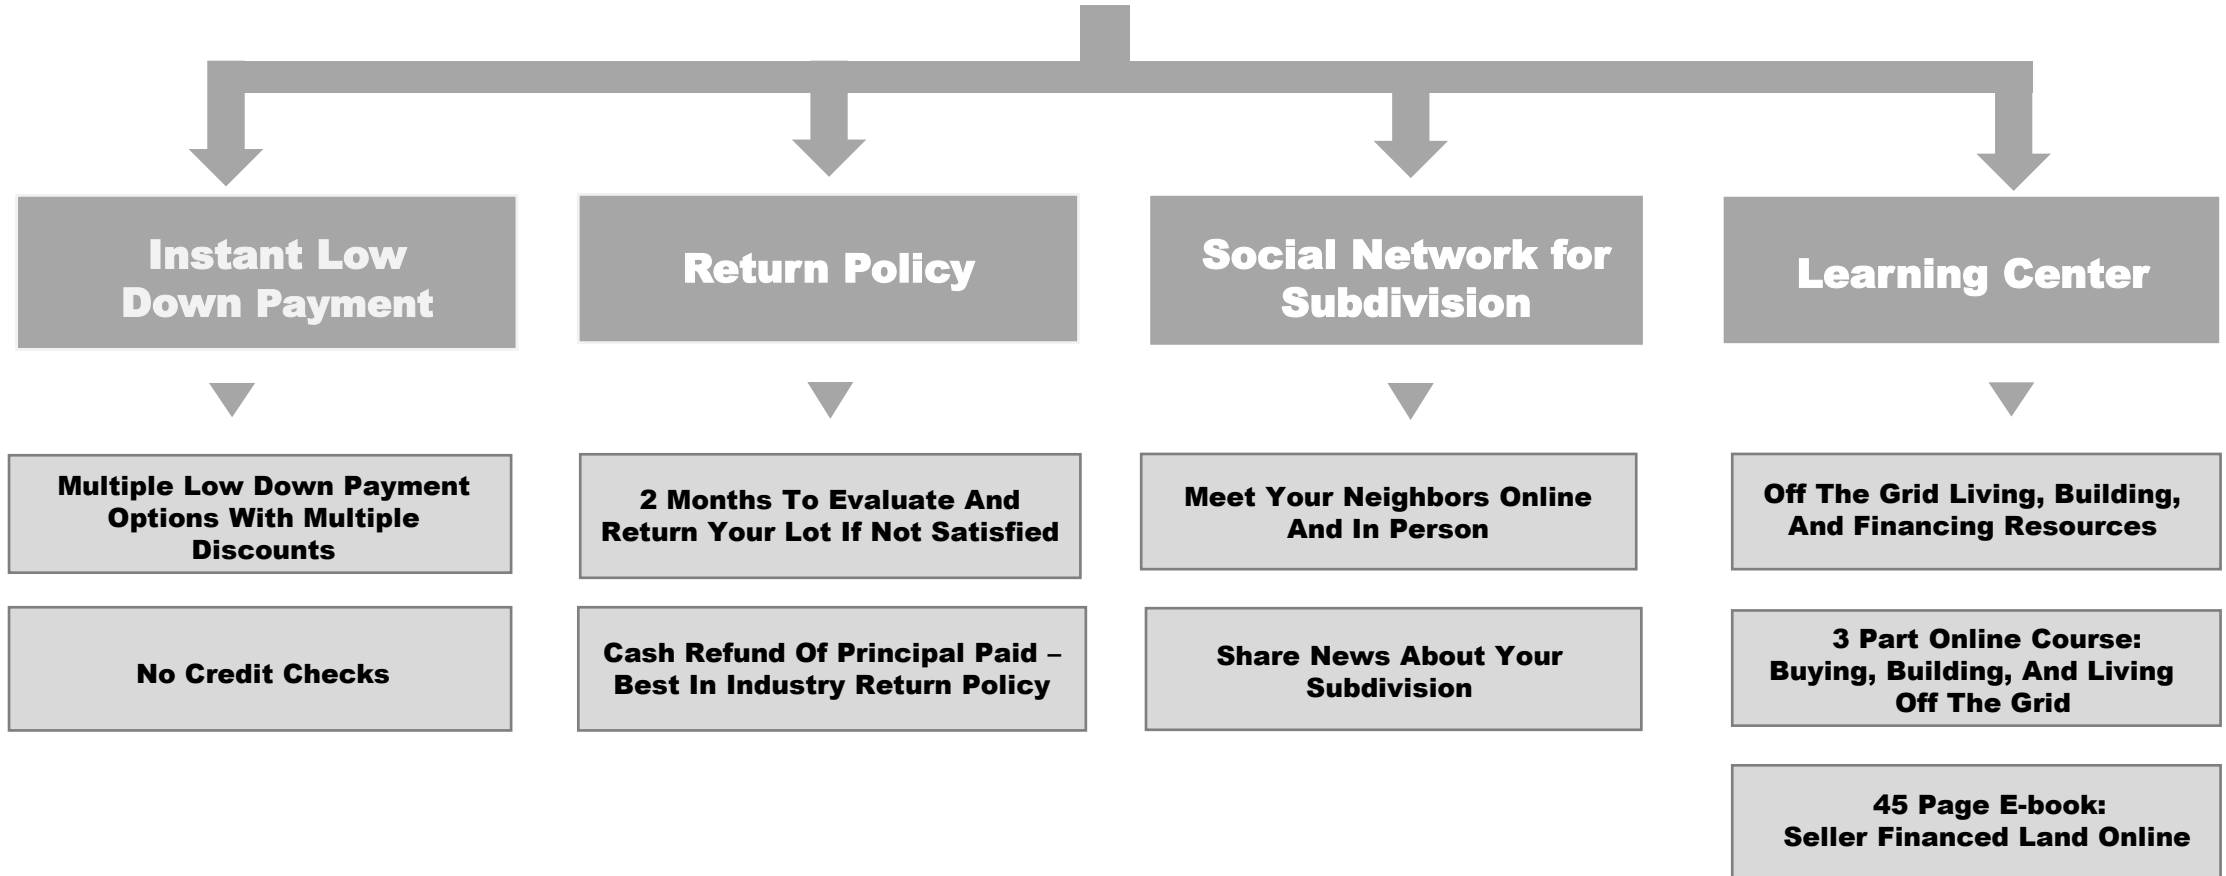 Instant Low
Down Payment
Return Policy
Social Network for
Subdivision
Learning Center
Multiple Low Down Payment
Options With Multiple
Discounts
No Credit Checks
2 Months To Evaluate And
Return Your Lot If Not Satisfied
Cash Refund Of Principal Paid –
Best In Industry Return Policy
Meet Your Neighbors Online
And In Person
Share News About Your
Subdivision
Off The Grid Living, Building,
And Financing Resources
3 Part Online Course:
Buying, Building, And Living
Off The Grid
45 Page E-book:
Seller Financed Land Online